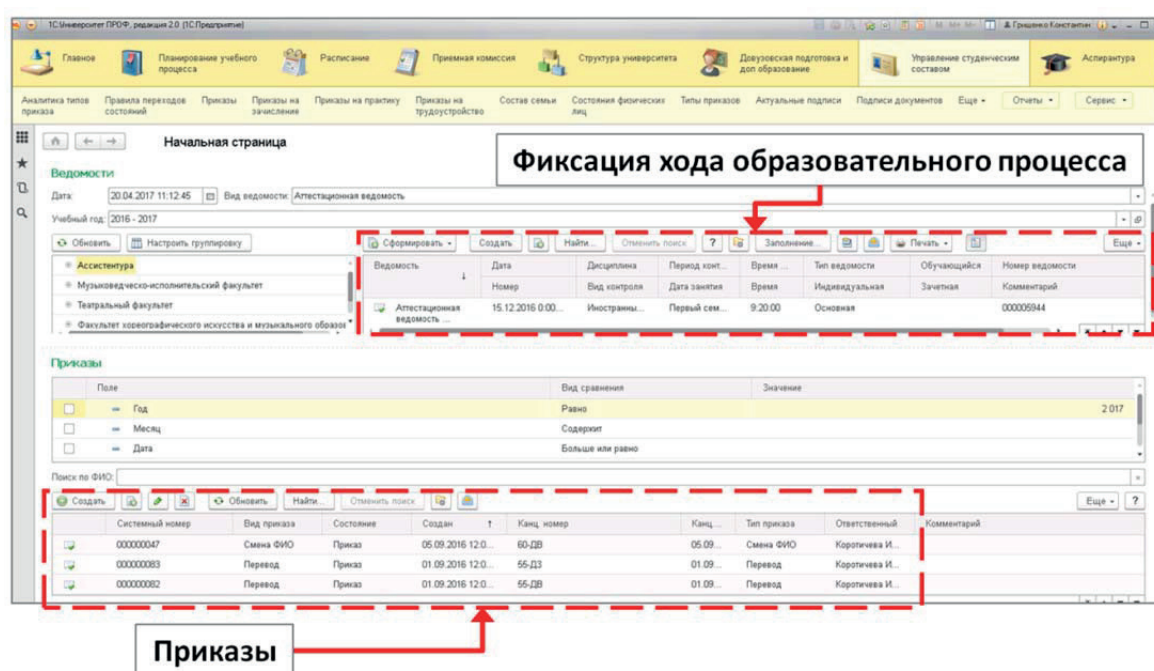 1С:Университет ПРОФ, редакция 2.0 (1С:Предприятие)
M M+ M-
Грищенко Константин
Главное
Планирование учебного процесса
Расписание
Приемная комиссия
Структура университета
Довузовская подготовка и доп образование
Управление студенческим составом
Аспирантура
Аналитика типов приказа
Правила переходов состояний
Приказы
Приказы на зачисление
Приказы на практику
Приказы на трудоустройство
Состав семьи
Состояния физических лиц
Типы приказов
Актуальные подписи
Подписи документов
Еще
Отчеты
Сервис
Начальная страница
Фиксация хода образовательного процесса
Ведомости
Дата: 20.04.2017 11:12:45 Вид ведомости: Аттестационная ведомость
Учебный год: 2016 - 2017
Обновить Настроить группировку
Сформировать Создать Найти... Отменить поиск ? Заполнение... Печать Еще
Ассистентура
Музыковедческо-исполнительский факультет
Театральный факультет
Факультет хореографического искусства и музыкального образов
Ведомость Дата Дисциплина Период конт... Время ... Тип ведомости Обучающийся Номер ведомости
Номер Вид контроля Дата занятия Время Индивидуальная Зачетная Комментарий
Аттестационная ведомость ... 15.12.2016 0:00... Иностранны... Первый сем... 9:20:00 Основная 000005944
Приказы
Поле Вид сравнения Значение
Год Равно 2 017
Месяц Содержит
Дата Больше или равно
Поиск по ФИО:
Создать Обновить Найти... Отменить поиск Еще ?
Системный номер Вид приказа Состояние Создан ↑ Канц. номер Канц.... Тип приказа Ответственный Комментарий
000000047 Смена ФИО Приказ 05.09.2016 12:0... 60-ДВ 05.09... Смена ФИО Коротичева И...
000000083 Перевод Приказ 01.09.2016 12:0... 55-ДЗ 01.09... Перевод Коротичева И...
000000082 Перевод Приказ 01.09.2016 12:0... 55-ДВ 01.09... Перевод Коротичева И...
Приказы